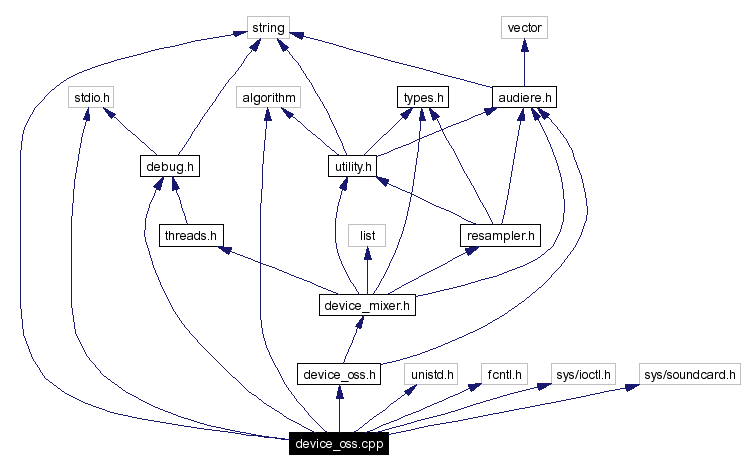 string
vector
stdio.h
algorithm
types.h
audiere.h
debug.h
utility.h
threads.h
list
resampler.h
device_mixer.h
device_oss.h
unistd.h
fcntl.h
sys/ioctl.h
sys/soundcard.h
device_oss.cpp